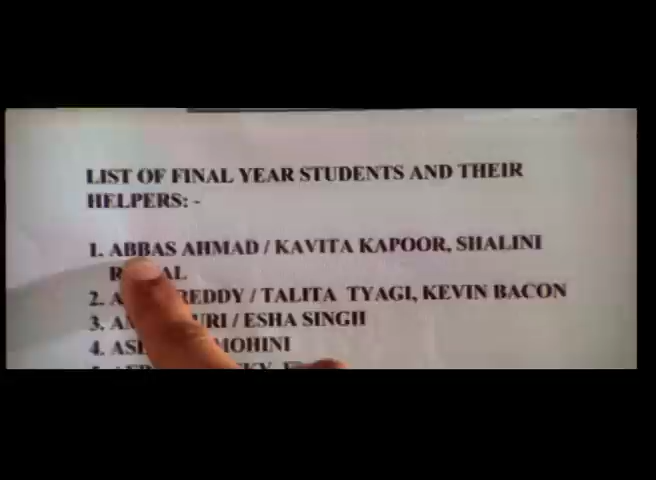 LIST OF FINAL YEAR STUDENTS AND THEIR
HELPERS: -
1. ABBAS AHMAD / KAVITA KAPOOR, SHALINI
2. REDDY / TALITA TYAGI, KEVIN BACON
3. / ESHA SINGH
4. MOHINI